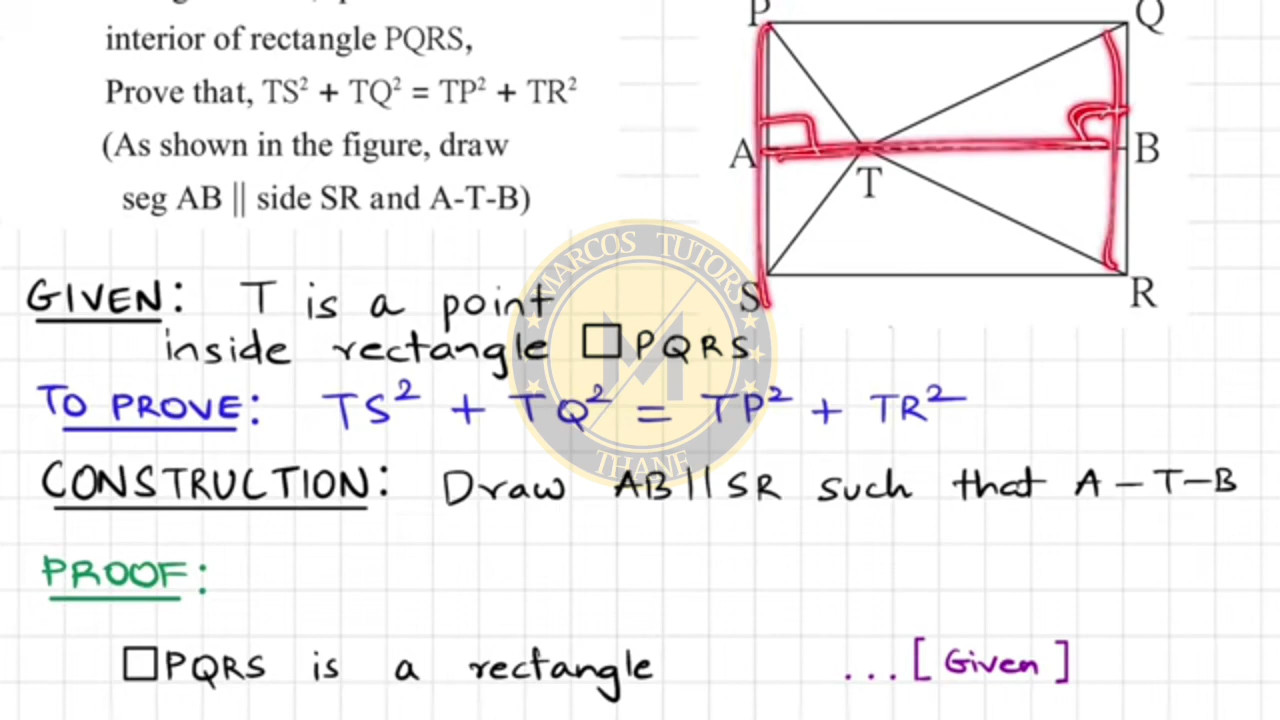 interior of rectangle PQRS,
Prove that, TS² + TQ² = TP² + TR²
(As shown in the figure, draw
seg AB || side SR and A-T-B)
P
Q
A
T
B
S
R
MARCOS TUTORS
THANE
GIVEN: T is a point
inside rectangle □PQRS
TO PROVE: TS² + TQ² = TP² + TR²
CONSTRUCTION: Draw AB||SR such that A-T-B
PROOF:
□PQRS is a rectangle ...[Given]